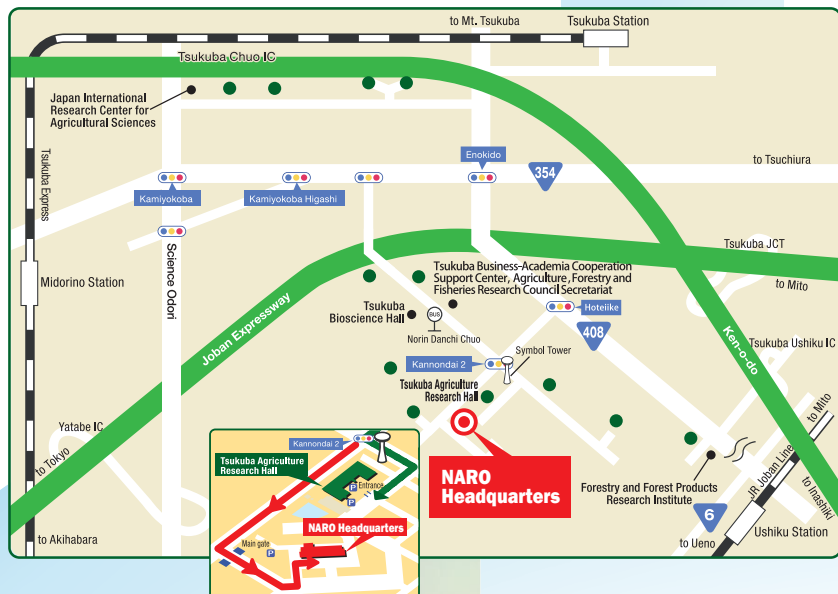 to Mt. Tsukuba
Tsukuba Station
Tsukuba Chuo IC
Japan International
Research Center for
Agricultural Sciences
Tsukuba Express
Enokido
354
to Tsuchiura
Kamiyokoba
Kamiyokoba Higashi
Science Odori
Tsukuba JCT
to Mito
Midorino Station
Tsukuba Business-Academia Cooperation
Support Center, Agriculture, Forestry and
Fisheries Research Council Secretariat
Tsukuba
Bioscience Hall
BUS
Norin Danchi Chuo
Hoteiike
408
Joban Expressway
Ken-o-do
Tsukuba Ushiku IC
Symbol Tower
Kannondai 2
Tsukuba Agriculture
Research Hall
Yatabe IC
to Tokyo
NARO
Headquarters
to Mito
JR Joban Line
to Inashiki
Forestry and Forest Products
Research Institute
6
Ushiku Station
to Ueno
to Akihabara
Kannondai 2
Tsukuba Agriculture
Research Hall
P
Entrance
P
NARO Headquarters
Main gate
P